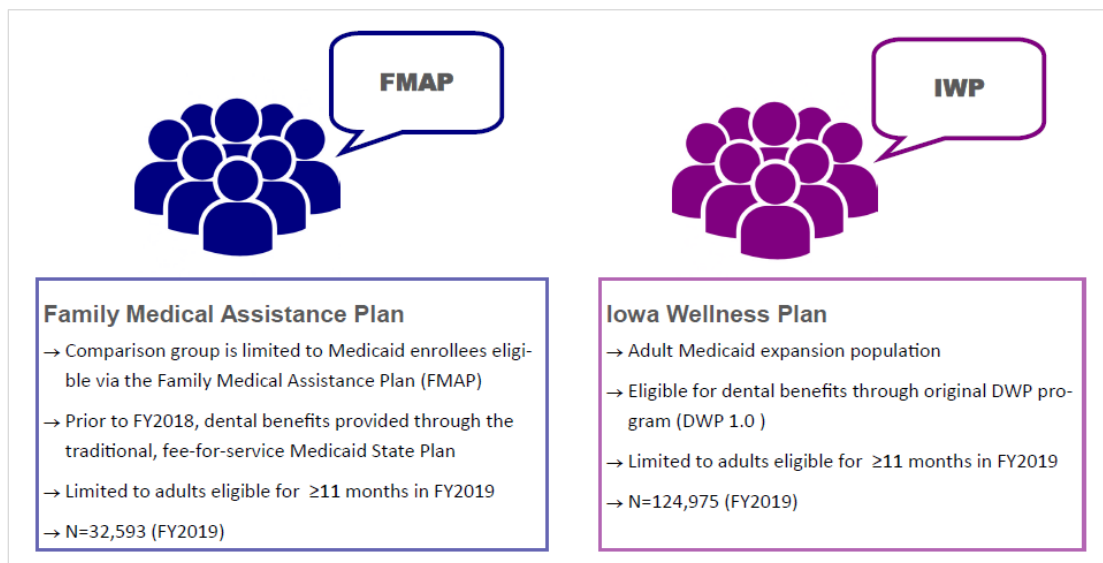 FMAP
IWP
Family Medical Assistance Plan
→ Comparison group is limited to Medicaid enrollees eligi-
ble via the Family Medical Assistance Plan (FMAP)
→ Prior to FY2018, dental benefits provided through the
traditional, fee-for-service Medicaid State Plan
→ Limited to adults eligible for ≥11 months in FY2019
→ N=32,593 (FY2019)
Iowa Wellness Plan
→ Adult Medicaid expansion population
→ Eligible for dental benefits through original DWP pro-
gram (DWP 1.0 )
→ Limited to adults eligible for ≥11 months in FY2019
→ N=124,975 (FY2019)